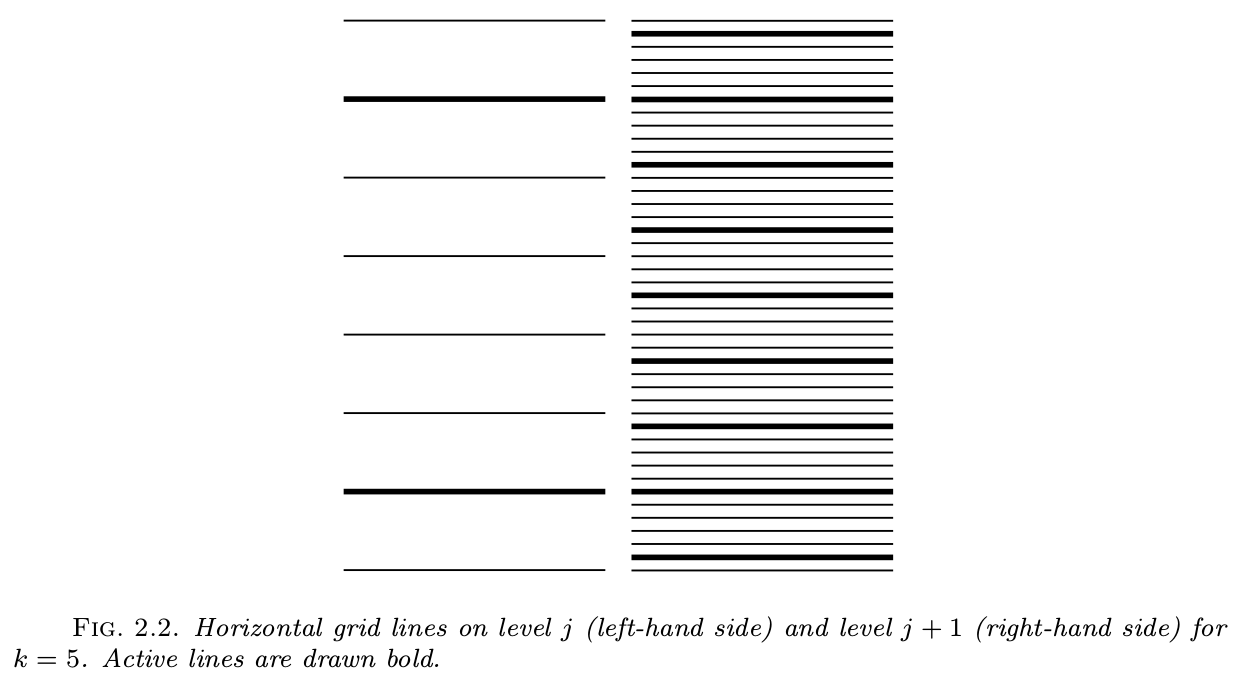 FIG. 2.2. Horizontal grid lines on level j (left-hand side) and level j + 1 (right-hand side) for
k = 5. Active lines are drawn bold.